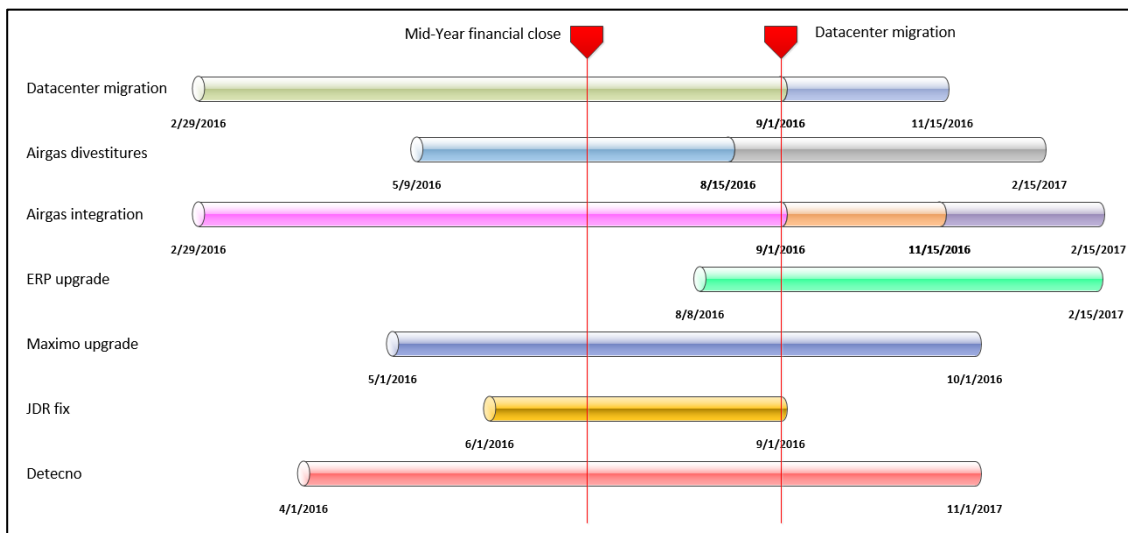 Mid-Year financial close
Datacenter migration
Datacenter migration
2/29/2016
9/1/2016
11/15/2016
Airgas divestitures
5/9/2016
8/15/2016
2/15/2017
Airgas integration
2/29/2016
9/1/2016
11/15/2016
2/15/2017
ERP upgrade
8/8/2016
2/15/2017
Maximo upgrade
5/1/2016
10/1/2016
JDR fix
6/1/2016
9/1/2016
Detecno
4/1/2016
11/1/2017